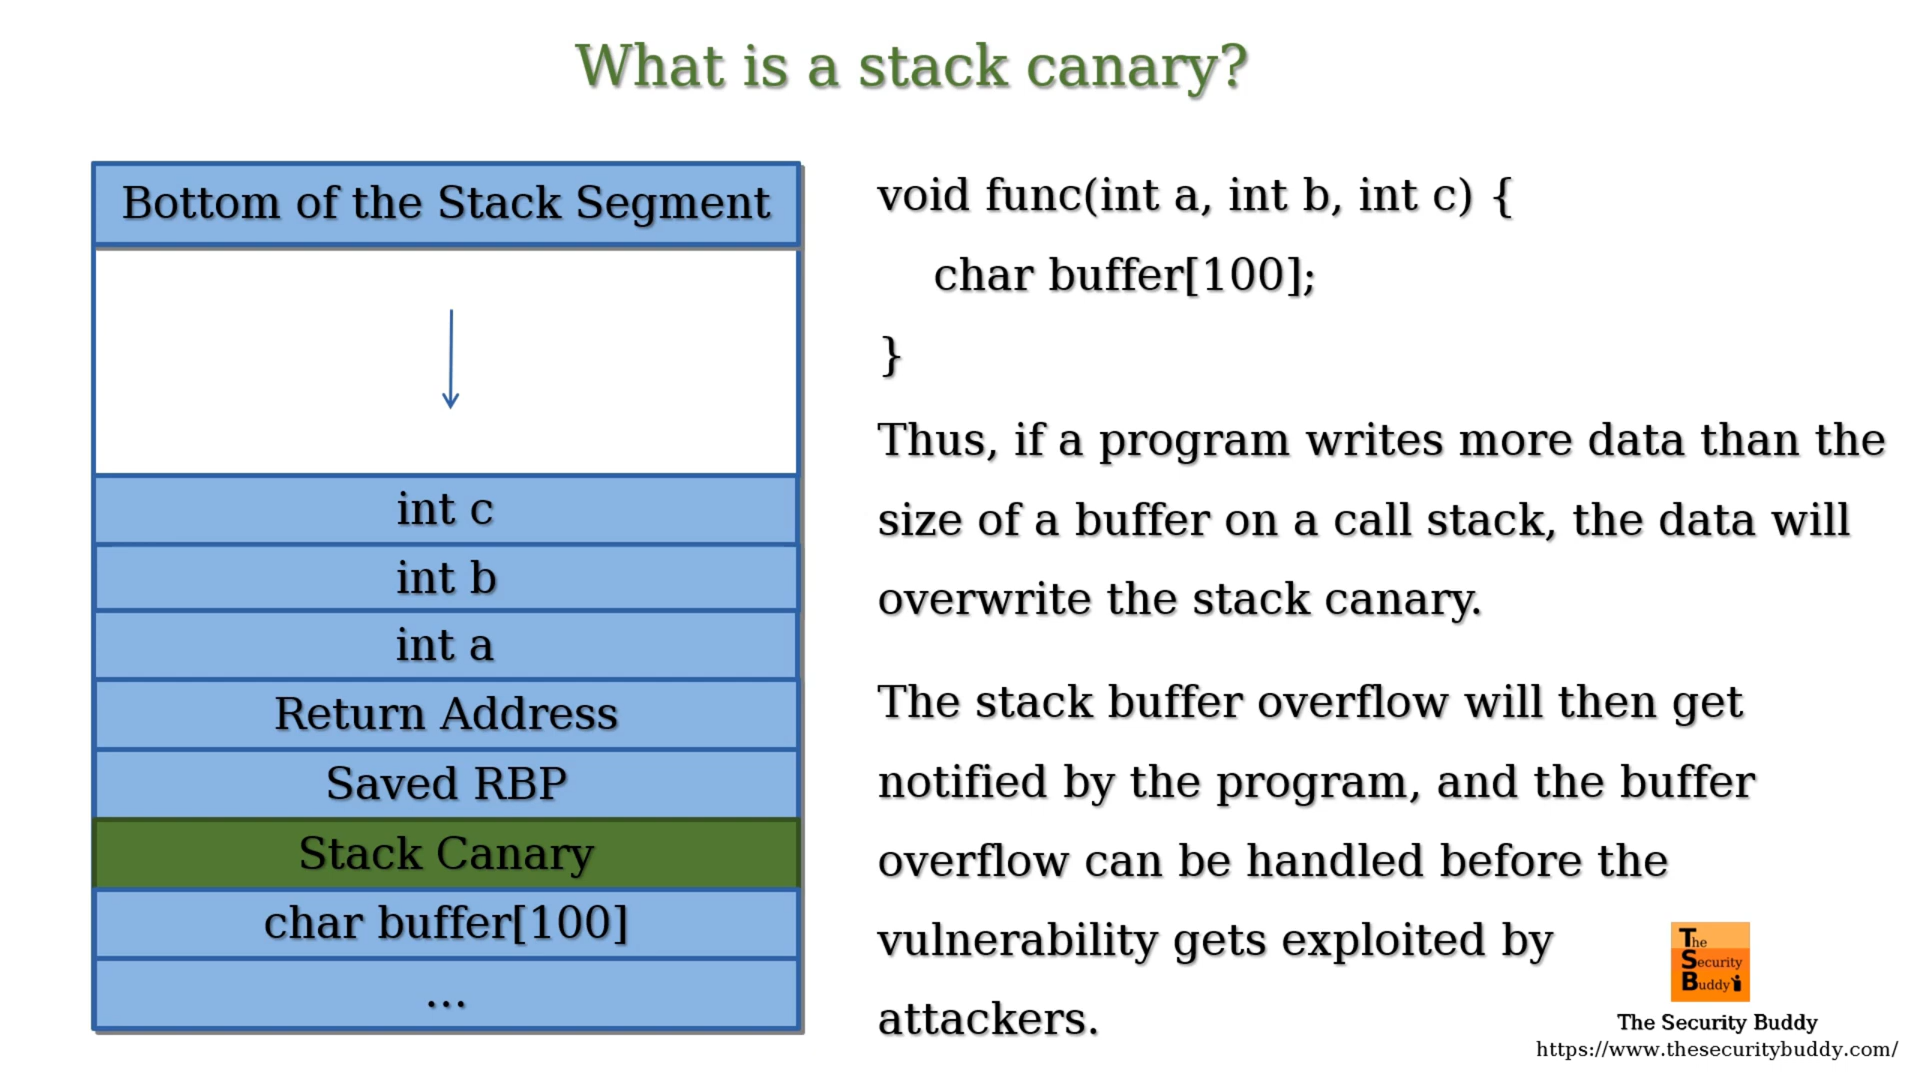 What is a stack canary?
Bottom of the Stack Segment
int c
int b
int a
Return Address
Saved RBP
Stack Canary
char buffer[100]
...
void func(int a, int b, int c) {
char buffer[100];
}
Thus, if a program writes more data than the
size of a buffer on a call stack, the data will
overwrite the stack canary.
The stack buffer overflow will then get
notified by the program, and the buffer
overflow can be handled before the
vulnerability gets exploited by
attackers.
The
Security
Buddy
The Security Buddy
https://www.thesecuritybuddy.com/